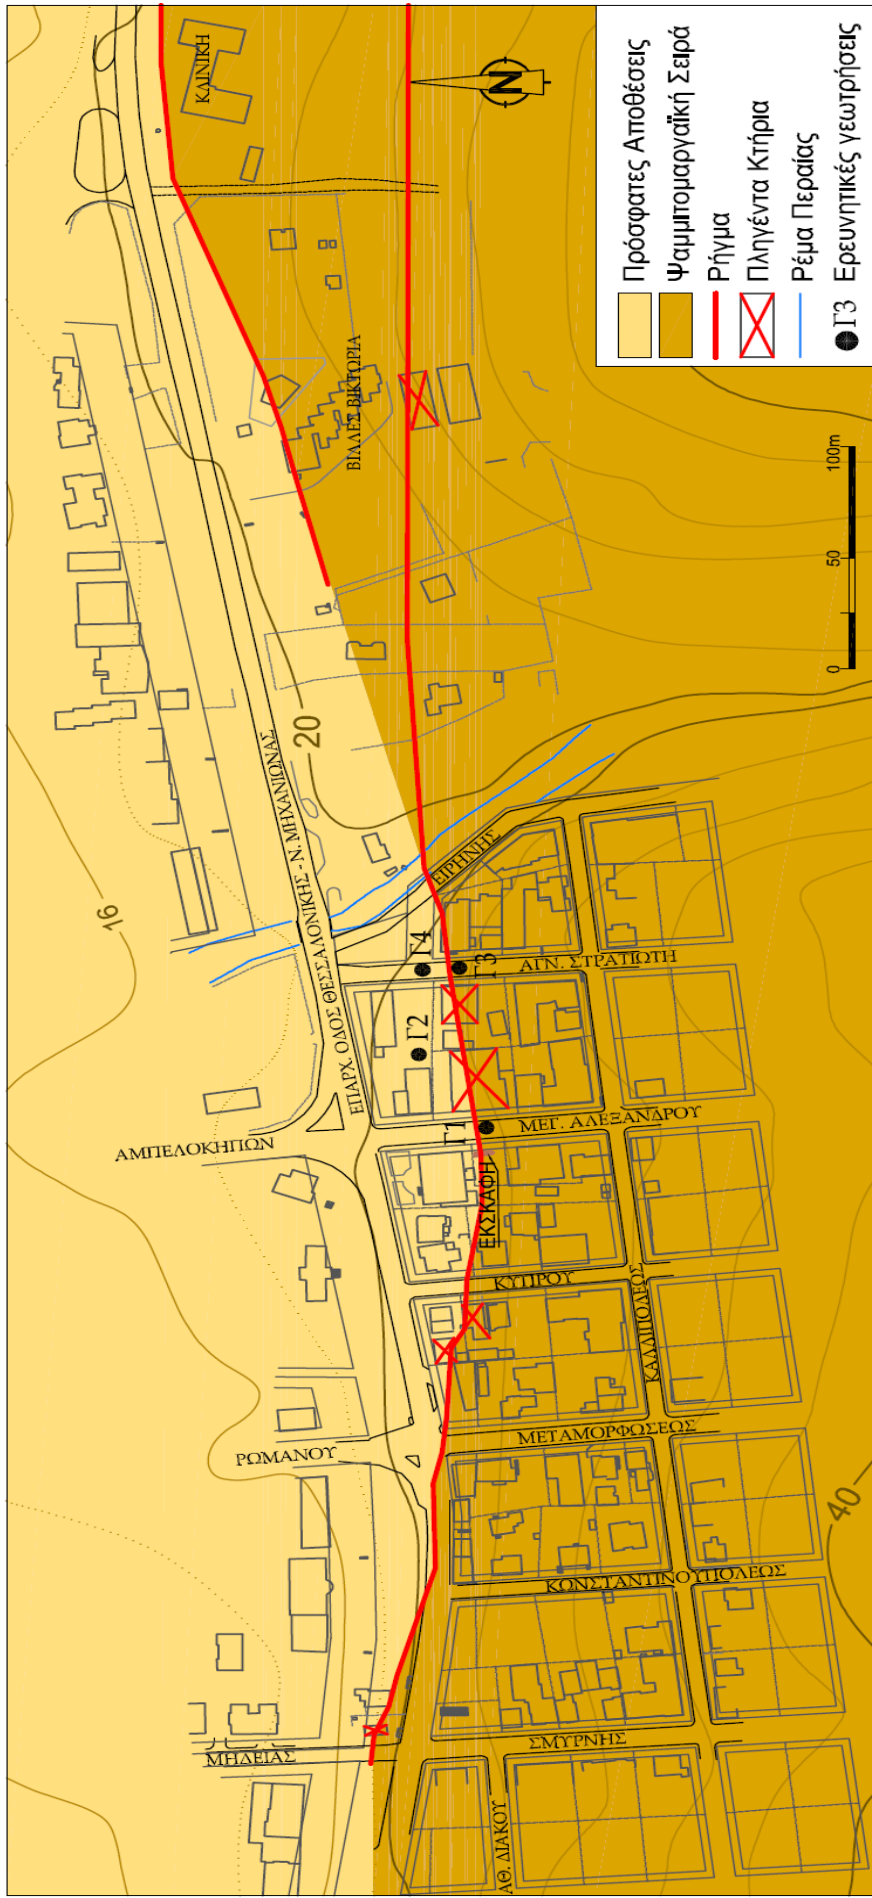 ΚΛΙΝΙΚΗ
ΒΙΛΛΕΣ ΒΙΚΤΩΡΙΑ
ΕΠΑΡΧ. ΟΔΟΣ ΘΕΣΣΑΛΟΝΙΚΗΣ - Ν. ΜΗΧΑΝΙΩΝΑΣ
20
16
40
ΕΙΡΗΝΗΣ
ΑΓΝ. ΣΤΡΑΤΙΩΤΗ
Γ4
Γ3
Γ2
Γ1
ΜΕΓ. ΑΛΕΞΑΝΔΡΟΥ
ΑΜΠΕΛΟΚΗΠΩΝ
ΕΚΣΚΑΦΗ
ΚΥΠΡΟΥ
ΚΑΛΛΙΠΟΛΕΩΣ
ΜΕΤΑΜΟΡΦΩΣΕΩΣ
ΡΩΜΑΝΟΥ
ΚΩΝΣΤΑΝΤΙΝΟΥΠΟΛΕΩΣ
ΣΜΥΡΝΗΣ
ΜΗΔΕΙΑΣ
ΑΘ. ΔΙΑΚΟΥ
N
Πρόσφατες Αποθέσεις
Ψαμμιτομαργαϊκή Σειρά
Ρήγμα
Πληγέντα Κτήρια
Ρέμα Περαίας
Γ3 Ερευνητικές γεωτρήσεις
0 50 100m